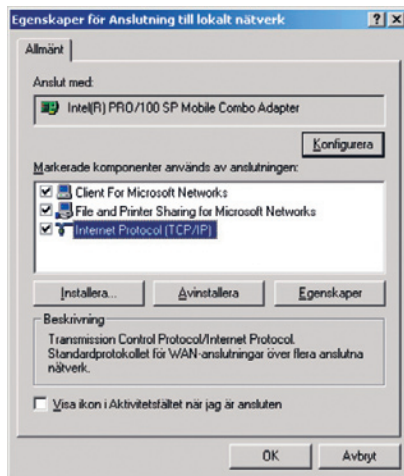 Egenskaper för Anslutning till lokalt nätverk
Allmänt
Anslut med:
Intel(R) PRO/100 SP Mobile Combo Adapter
Konfigurera
Markerade komponenter används av anslutningen:
Client For Microsoft Networks
File and Printer Sharing for Microsoft Networks
Internet Protocol (TCP/IP)
Installera...
Avinstallera
Egenskaper
Beskrivning
Transmission Control Protocol/Internet Protocol.
Standardprotokollet för WAN-anslutningar över flera anslutna
nätverk.
Visa ikon i Aktivitetsfältet när jag är ansluten
OK
Avbryt